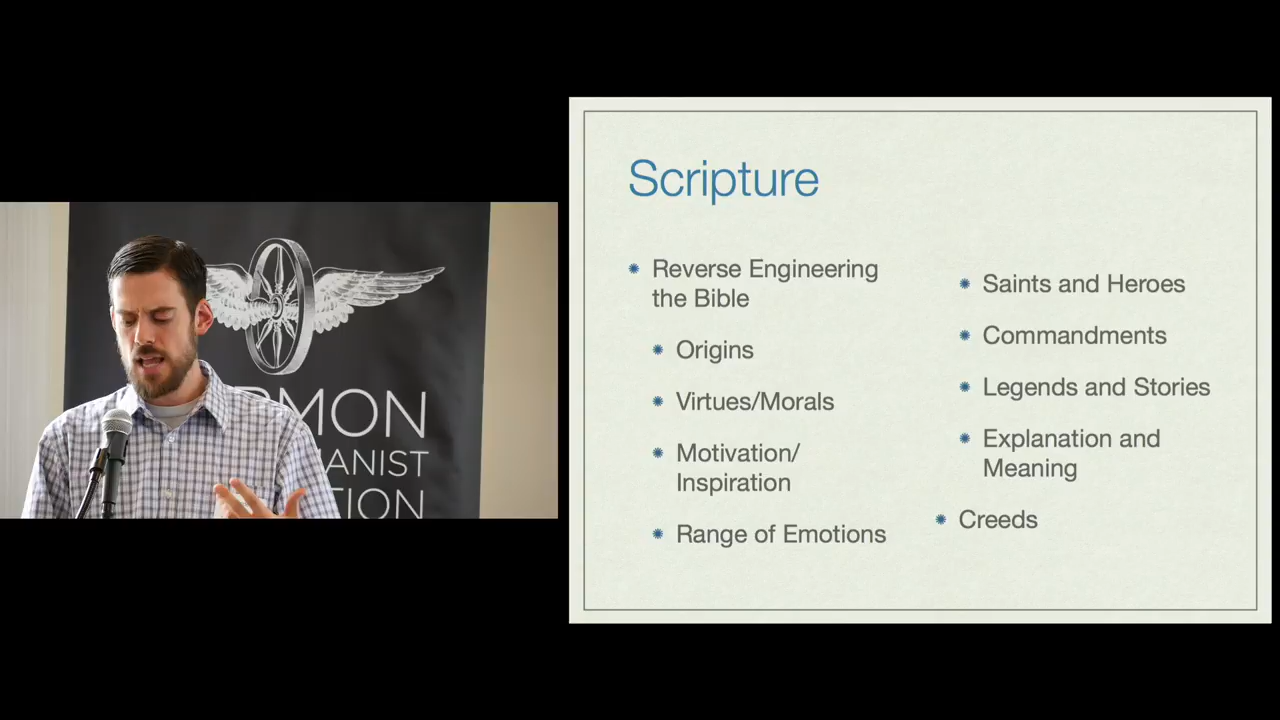 RMON
ANIST
TION
Scripture
Reverse Engineering
the Bible
Origins
Virtues/Morals
Motivation/
Inspiration
Range of Emotions
Saints and Heroes
Commandments
Legends and Stories
Explanation and
Meaning
Creeds